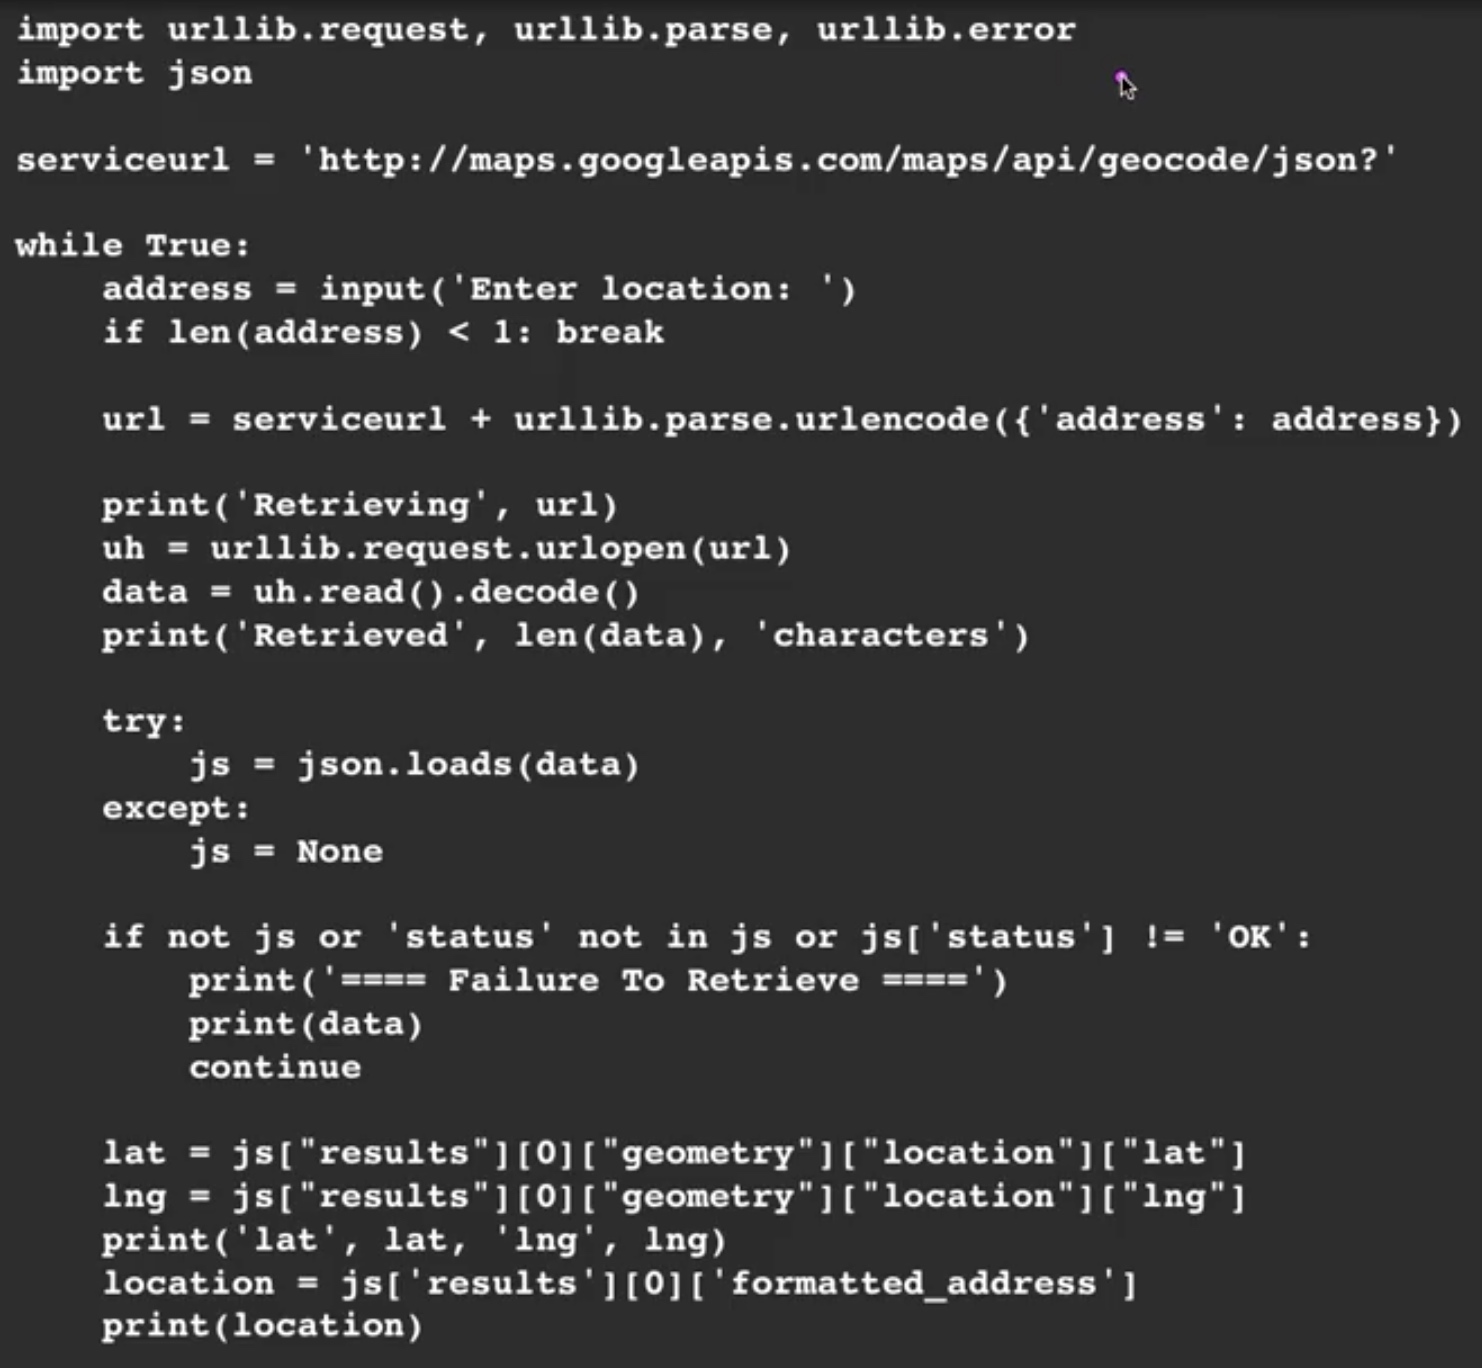 import urllib.request, urllib.parse, urllib.error
import json
serviceurl = 'http://maps.googleapis.com/maps/api/geocode/json?'
while True:
    address = input('Enter location: ')
    if len(address) < 1: break
    url = serviceurl + urllib.parse.urlencode({'address': address})
    print('Retrieving', url)
    uh = urllib.request.urlopen(url)
    data = uh.read().decode()
    print('Retrieved', len(data), 'characters')
    try:
        js = json.loads(data)
    except:
        js = None
    if not js or 'status' not in js or js['status'] != 'OK':
        print('==== Failure To Retrieve ====')
        print(data)
        continue
    lat = js["results"][0]["geometry"]["location"]["lat"]
    lng = js["results"][0]["geometry"]["location"]["lng"]
    print('lat', lat, 'lng', lng)
    location = js['results'][0]['formatted_address']
    print(location)